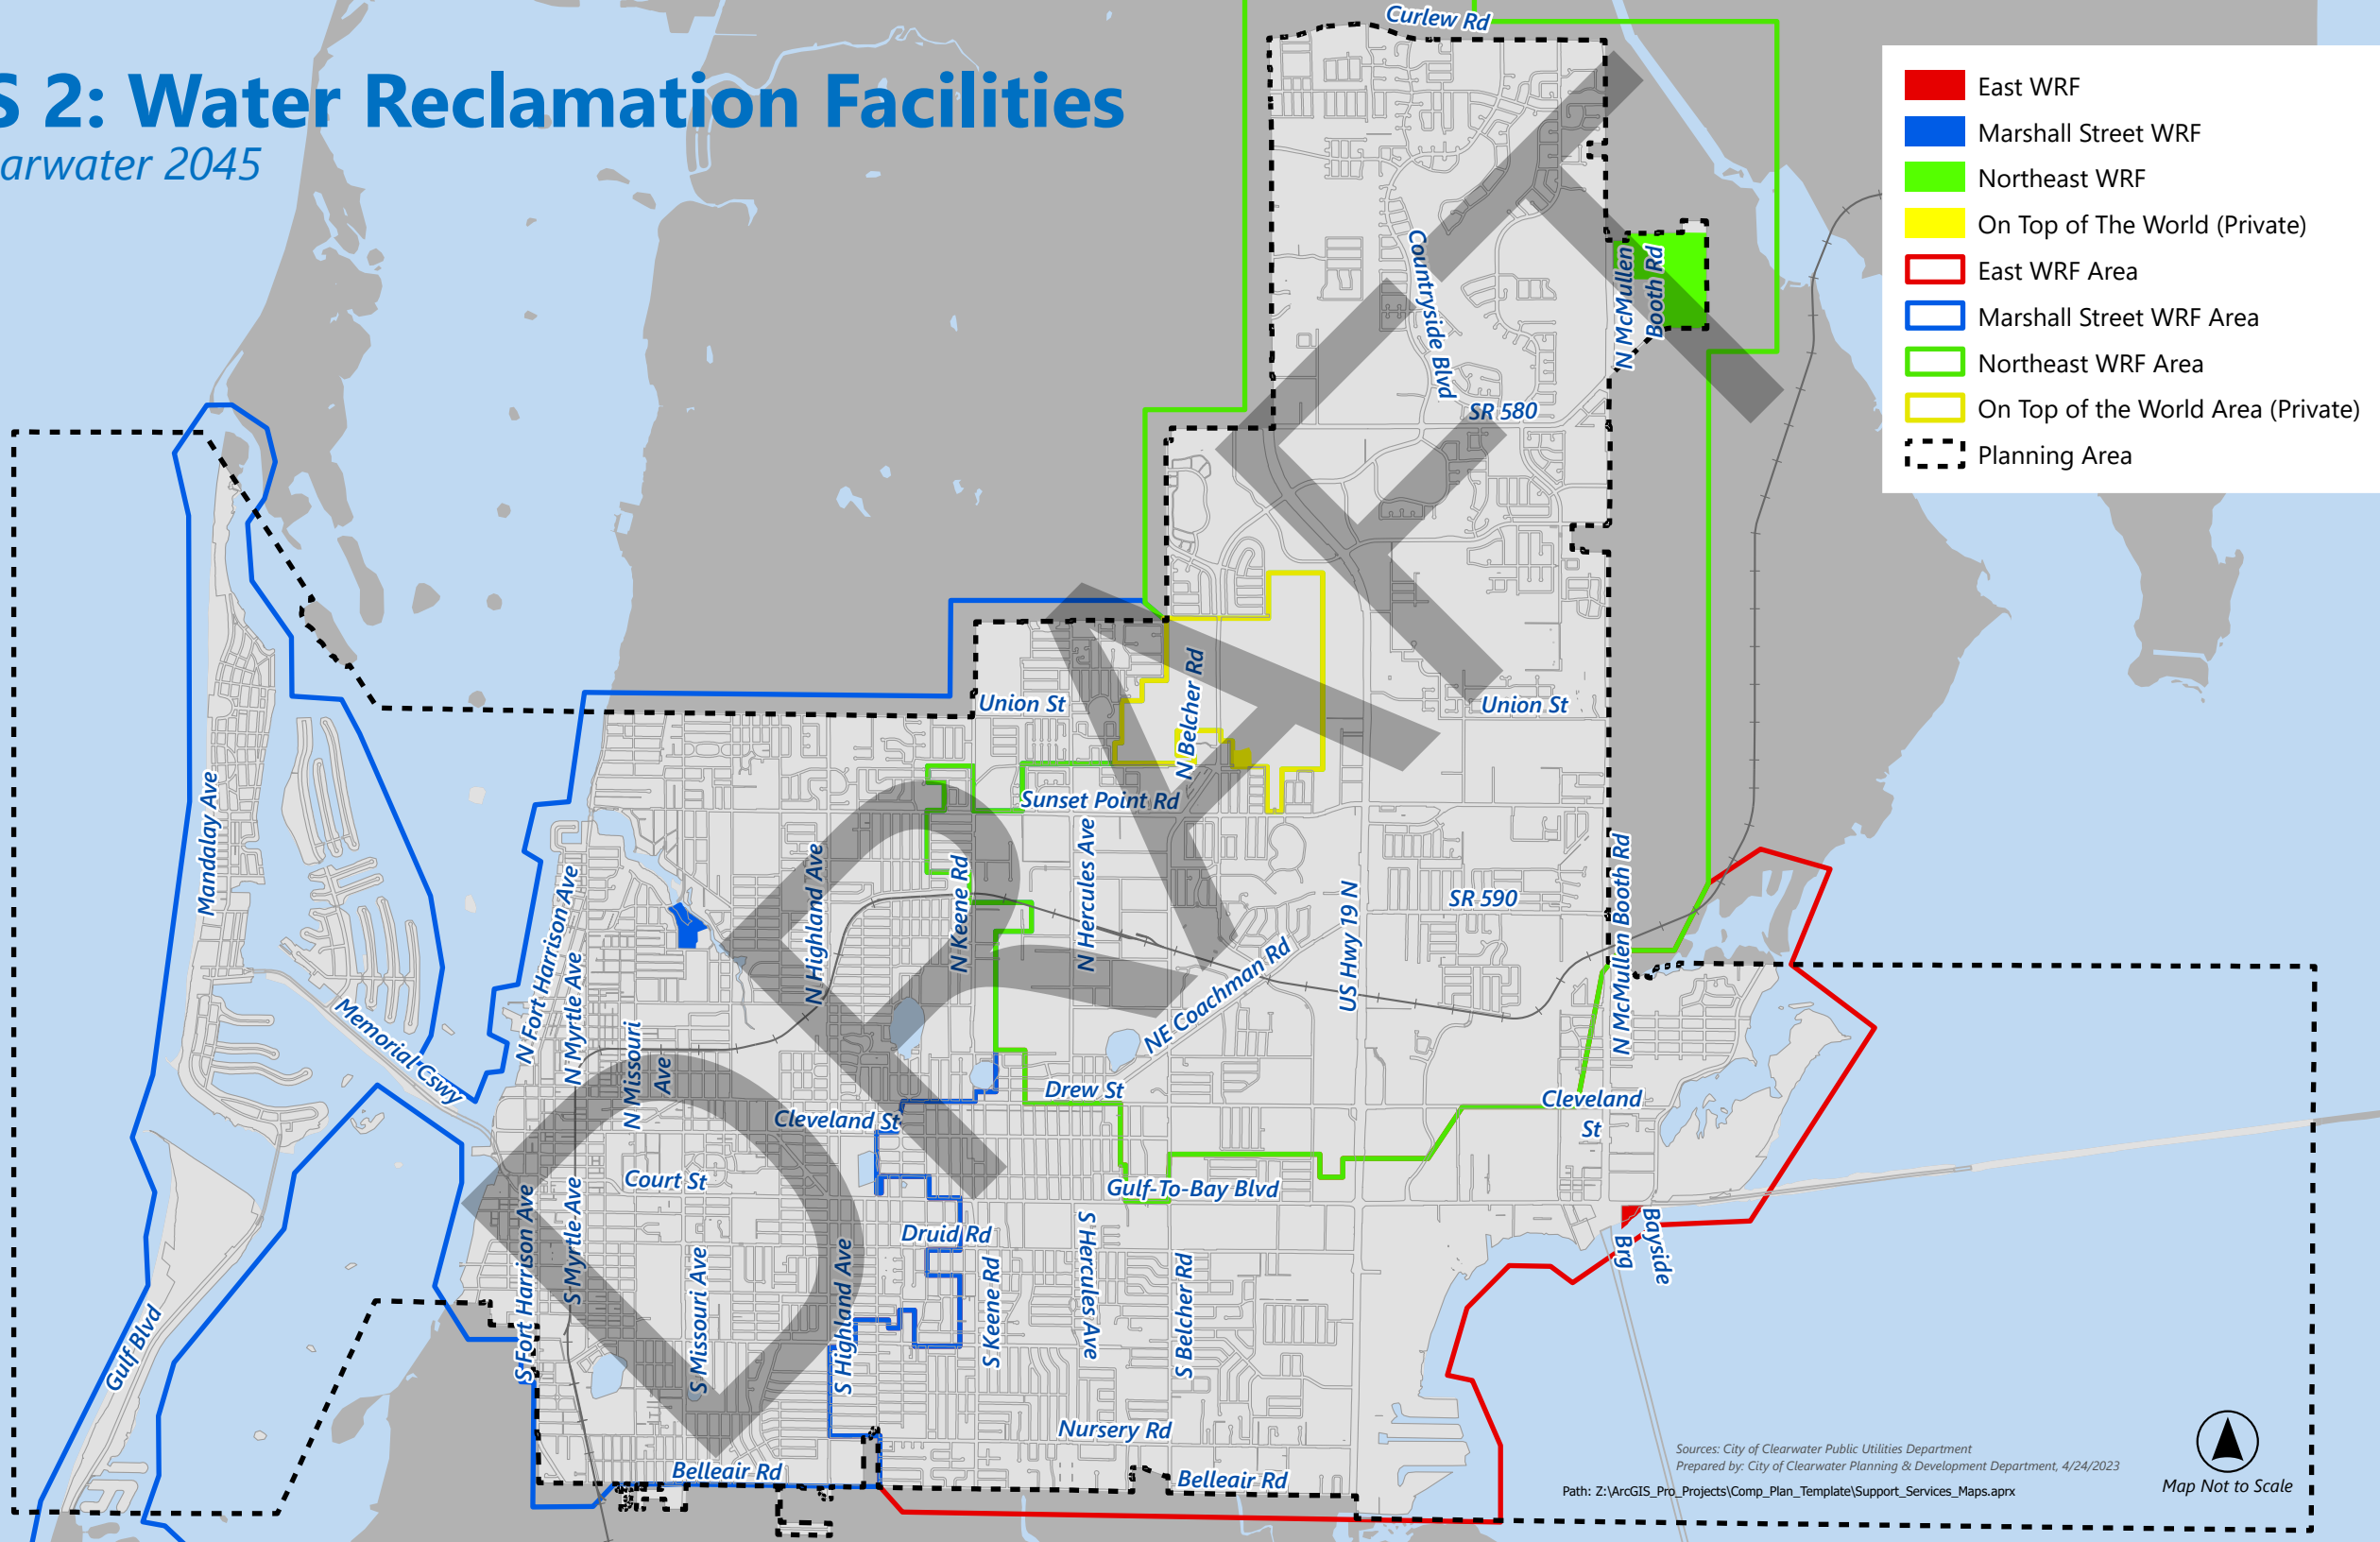 S 2: Water Reclamation Facilities
arwater 2045
East WRF
Marshall Street WRF
Northeast WRF
On Top of The World (Private)
East WRF Area
Marshall Street WRF Area
Northeast WRF Area
On Top of the World Area (Private)
Planning Area
Curlew Rd
Countryside Blvd
N McMullen
Booth Rd
SR 580
Union St
N Belcher Rd
Union St
Sunset Point Rd
Mandalay Ave
N Fort Harrison Ave
N Myrtle Ave
N Highland Ave
N Keene Rd
N Hercules Ave
US Hwy 19 N
SR 590
N McMullen Booth Rd
NE Coachman Rd
Memorial Cswy
N Missouri
Ave
Drew St
Cleveland St
Cleveland
St
Court St
Gulf-To-Bay Blvd
Druid Rd
S Fort Harrison Ave
S Myrtle Ave
S Missouri Ave
S Highland Ave
S Keene Rd
S Hercules Ave
S Belcher Rd
Bayside
Brg
Gulf Blvd
Nursery Rd
Belleair Rd
Belleair Rd
DRAFT
Sources: City of Clearwater Public Utilities Department
Prepared by: City of Clearwater Planning & Development Department, 4/24/2023
Path: Z:\ArcGIS_Pro_Projects\Comp_Plan_Template\Support_Services_Maps.aprx
Map Not to Scale